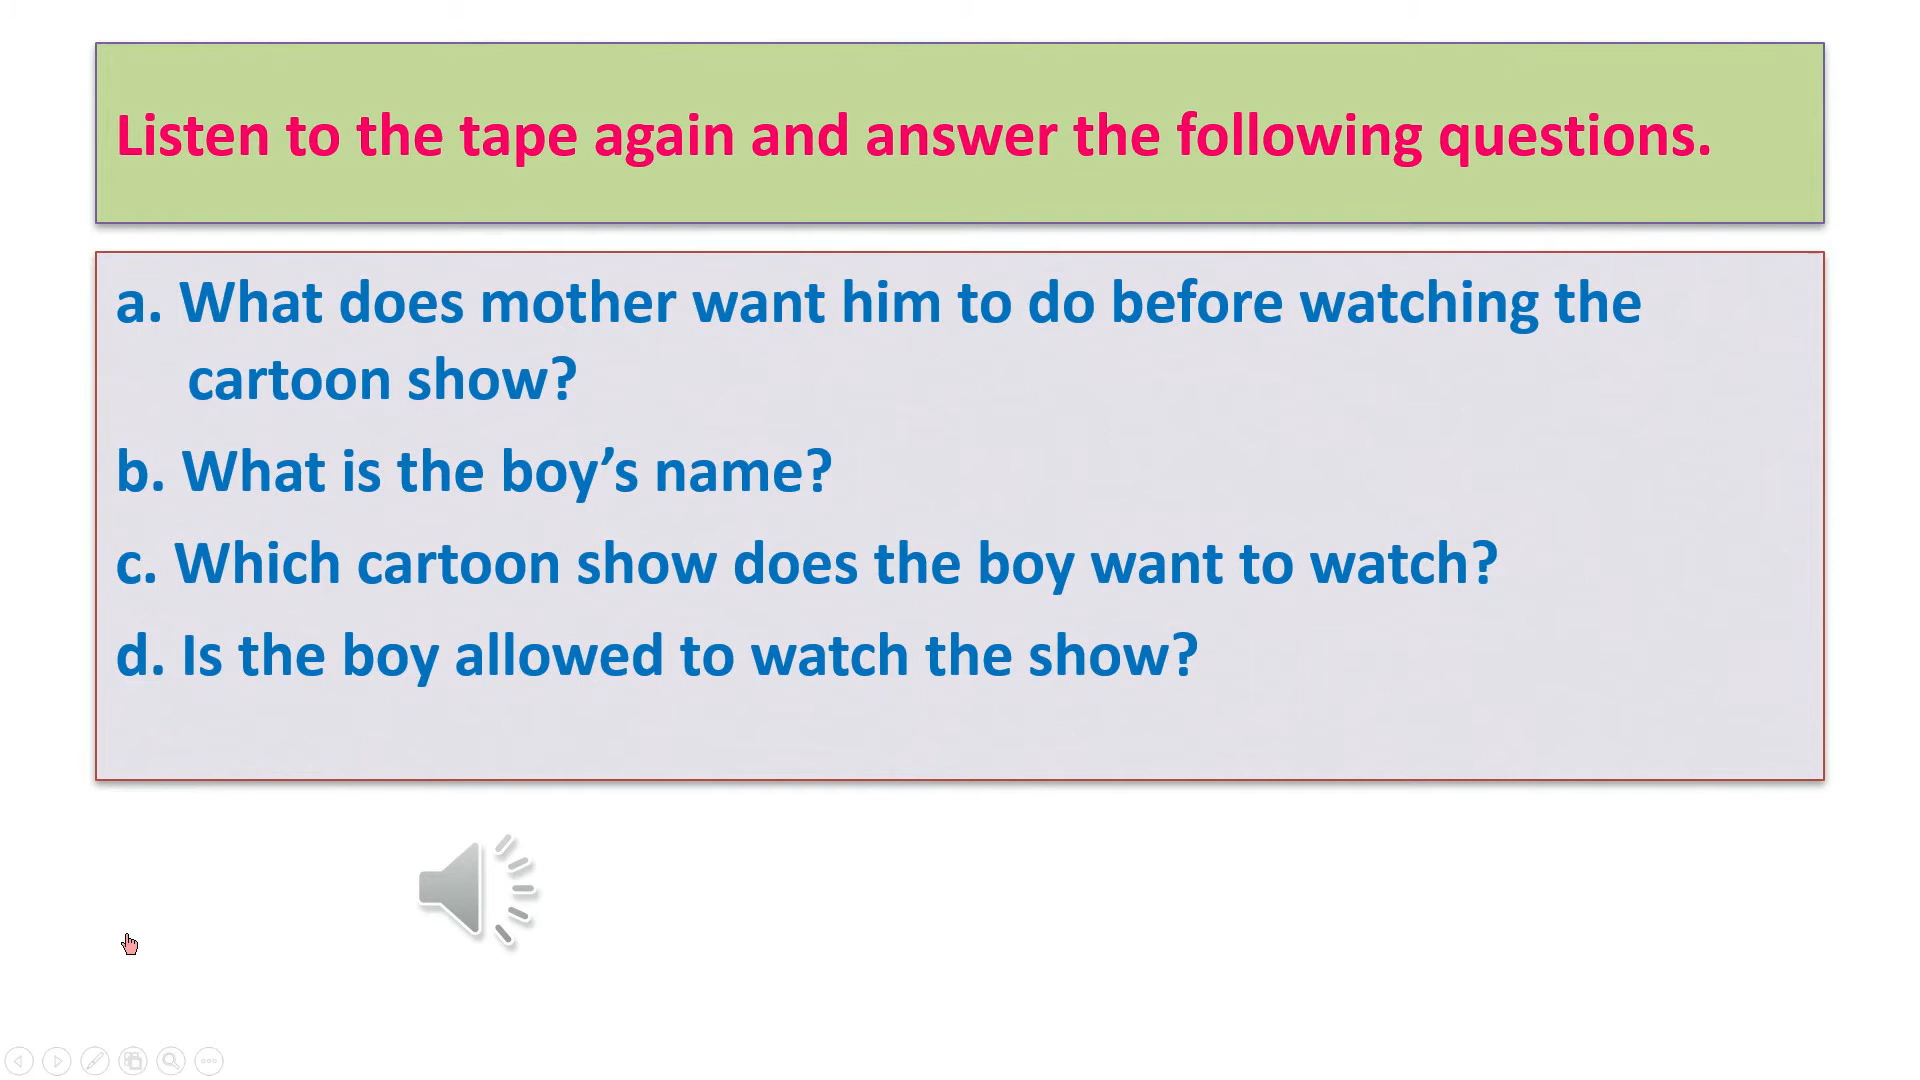 Listen to the tape again and answer the following questions.
a. What does mother want him to do before watching the
cartoon show?
b. What is the boy’s name?
c. Which cartoon show does the boy want to watch?
d. Is the boy allowed to watch the show?